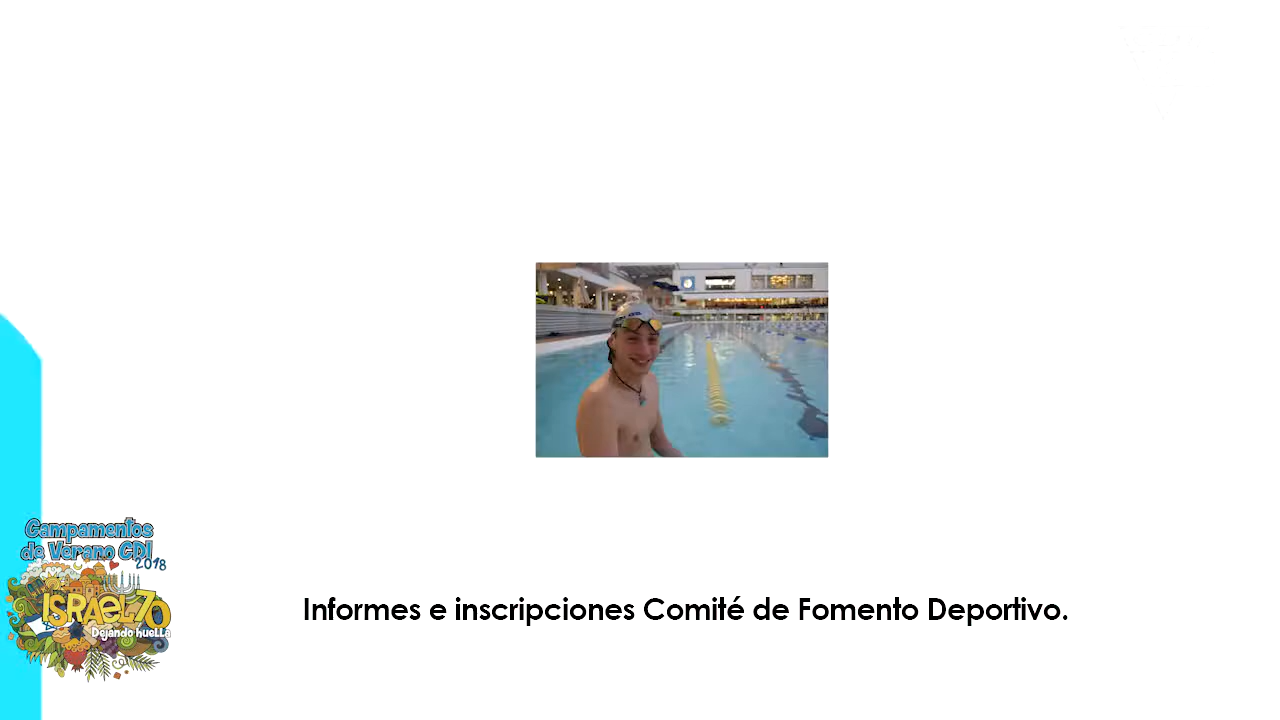 Campamentos
de Verano CDI
2018
ISRAEL70
Dejando huella
Informes e inscripciones Comité de Fomento Deportivo.